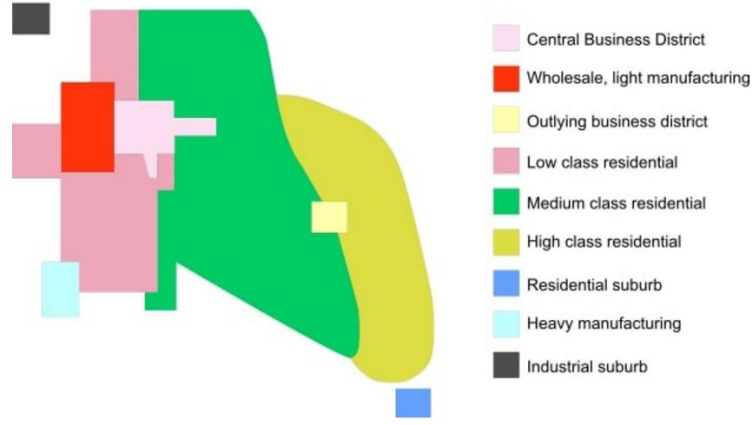 Central Business District
Wholesale, light manufacturing
Outlying business district
Low class residential
Medium class residential
High class residential
Residential suburb
Heavy manufacturing
Industrial suburb